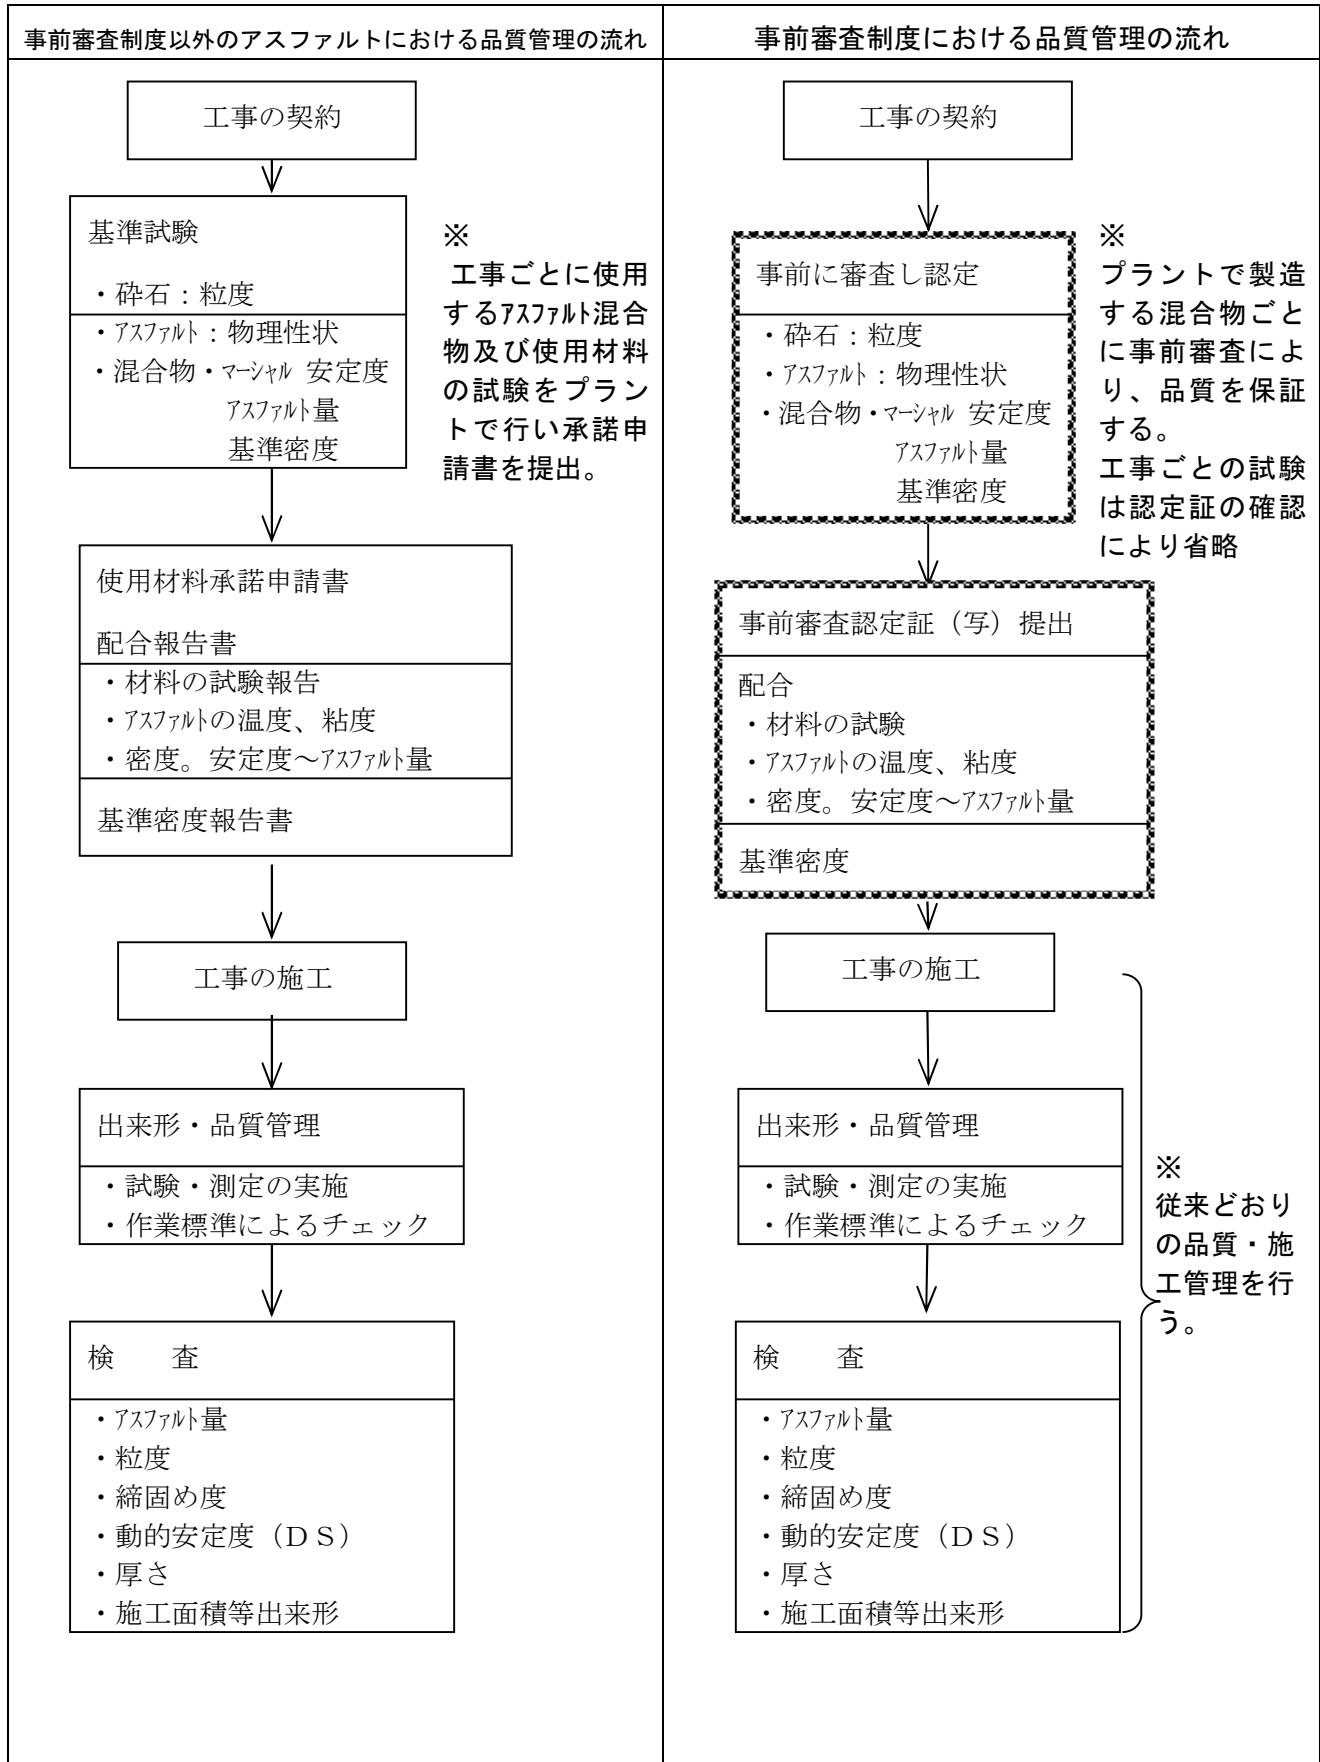 事前審査制度以外のアスファルトにおける品質管理の流れ
工事の契約
基準試験
・砕石：粒度
・ｱｽﾌｧﾙﾄ：物理性状
・混合物・ﾏｰｼｬﾙ 安定度
ｱｽﾌｧﾙﾄ量
基準密度
※
工事ごとに使用
するｱｽﾌｧﾙﾄ混合
物及び使用材料
の試験をプラン
トで行い承諾申
請書を提出。
使用材料承諾申請書
配合報告書
・材料の試験報告
・ｱｽﾌｧﾙﾄの温度、粘度
・密度。安定度～ｱｽﾌｧﾙﾄ量
基準密度報告書
工事の施工
出来形・品質管理
・試験・測定の実施
・作業標準によるチェック
検　　査
・ｱｽﾌｧﾙﾄ量
・粒度
・締固め度
・動的安定度（ＤＳ）
・厚さ
・施工面積等出来形
事前審査制度における品質管理の流れ
工事の契約
事前に審査し認定
・砕石：粒度
・ｱｽﾌｧﾙﾄ：物理性状
・混合物・ﾏｰｼｬﾙ 安定度
ｱｽﾌｧﾙﾄ量
基準密度
※
プラントで製造
する混合物ごと
に事前審査によ
り、品質を保証
する。
工事ごとの試験
は認定証の確認
により省略
事前審査認定証（写）提出
配合
・材料の試験
・ｱｽﾌｧﾙﾄの温度、粘度
・密度。安定度～ｱｽﾌｧﾙﾄ量
基準密度
工事の施工
出来形・品質管理
・試験・測定の実施
・作業標準によるチェック
※
従来どおり
の品質・施
工管理を行
う。
検　　査
・ｱｽﾌｧﾙﾄ量
・粒度
・締固め度
・動的安定度（ＤＳ）
・厚さ
・施工面積等出来形